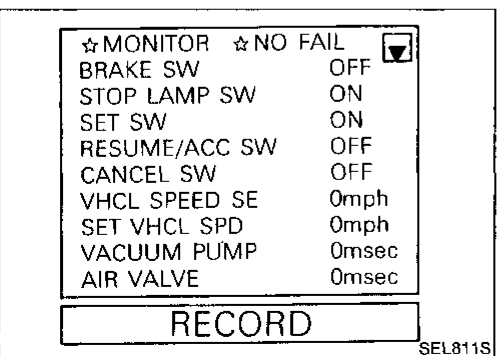 ☆MONITOR ☆NO FAIL ▼
BRAKE SW OFF
STOP LAMP SW ON
SET SW ON
RESUME/ACC SW OFF
CANCEL SW OFF
VHCL SPEED SE 0mph
SET VHCL SPD 0mph
VACUUM PUMP 0msec
AIR VALVE 0msec
RECORD
SEL811S